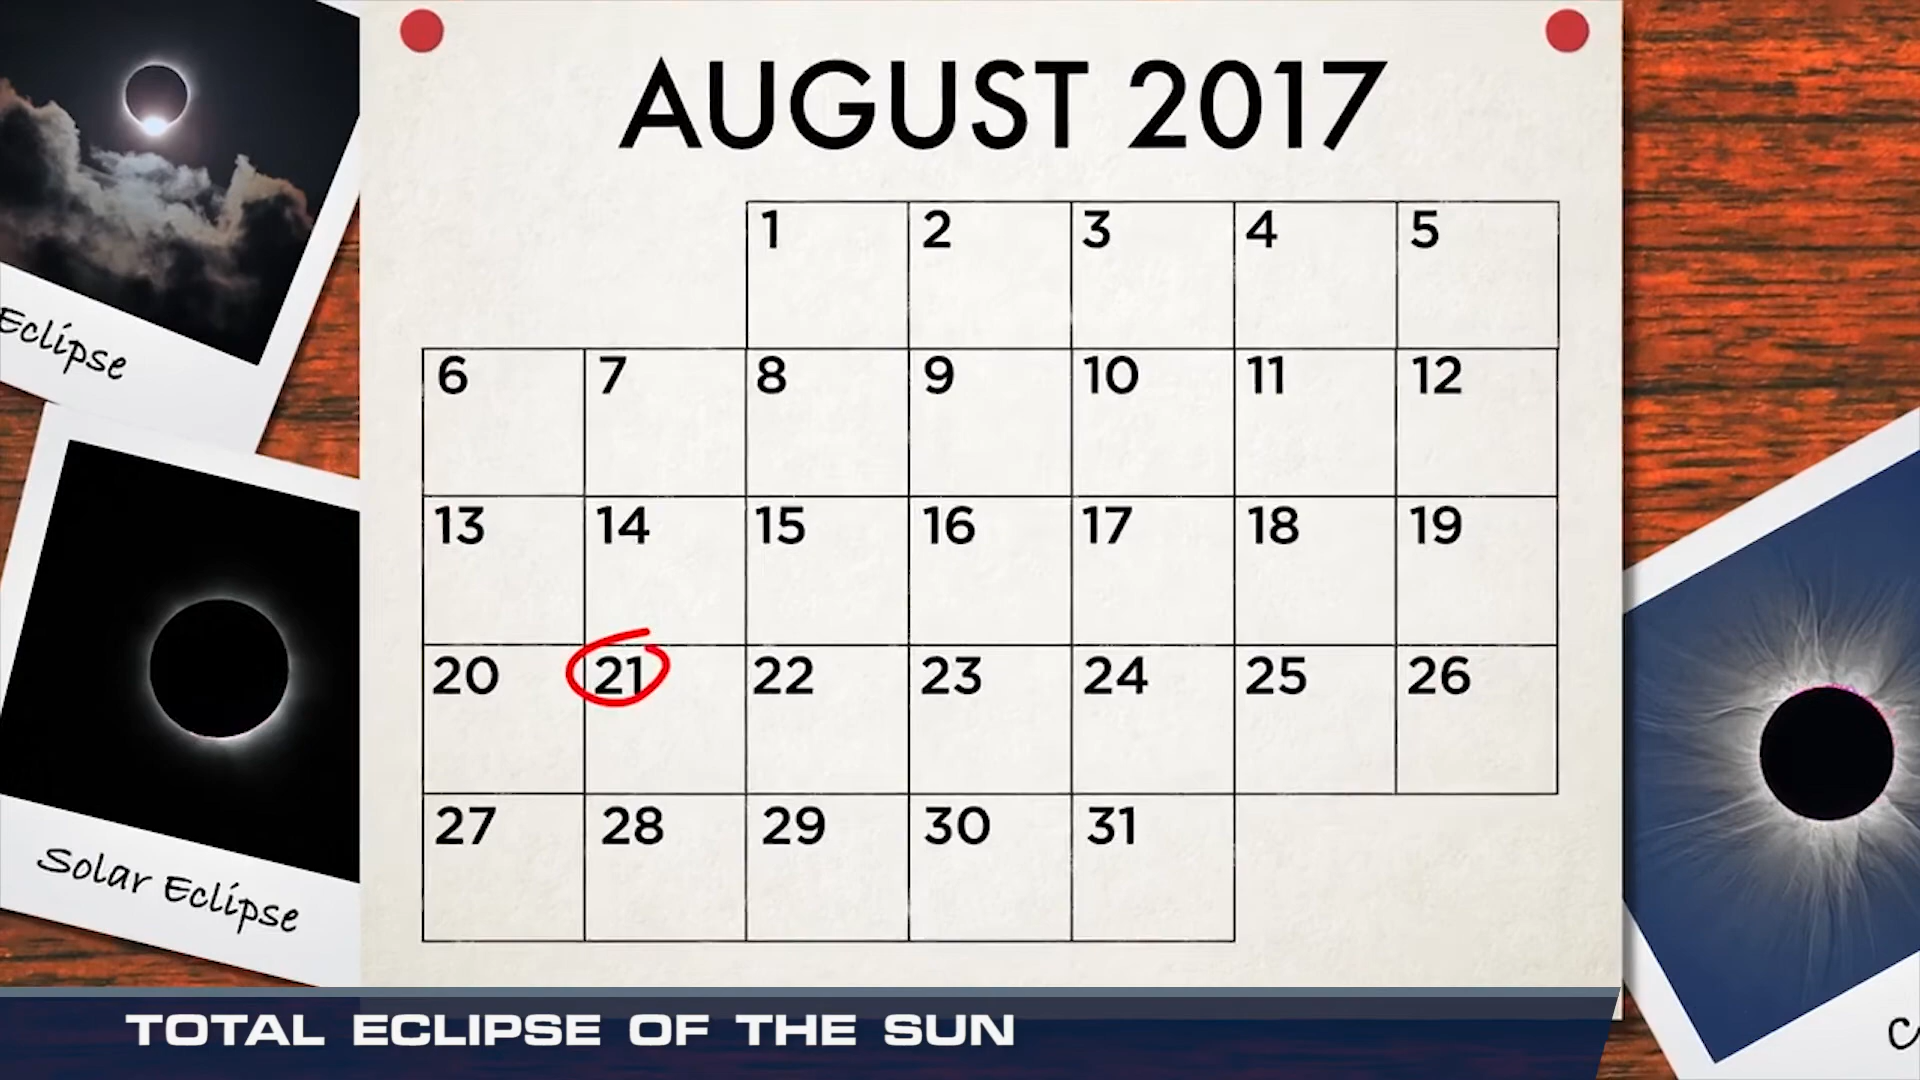 Eclipse
Solar Eclipse
AUGUST 2017
1 2 3 4 5
6 7 8 9 10 11 12
13 14 15 16 17 18 19
20 21 22 23 24 25 26
27 28 29 30 31
TOTAL ECLIPSE OF THE SUN